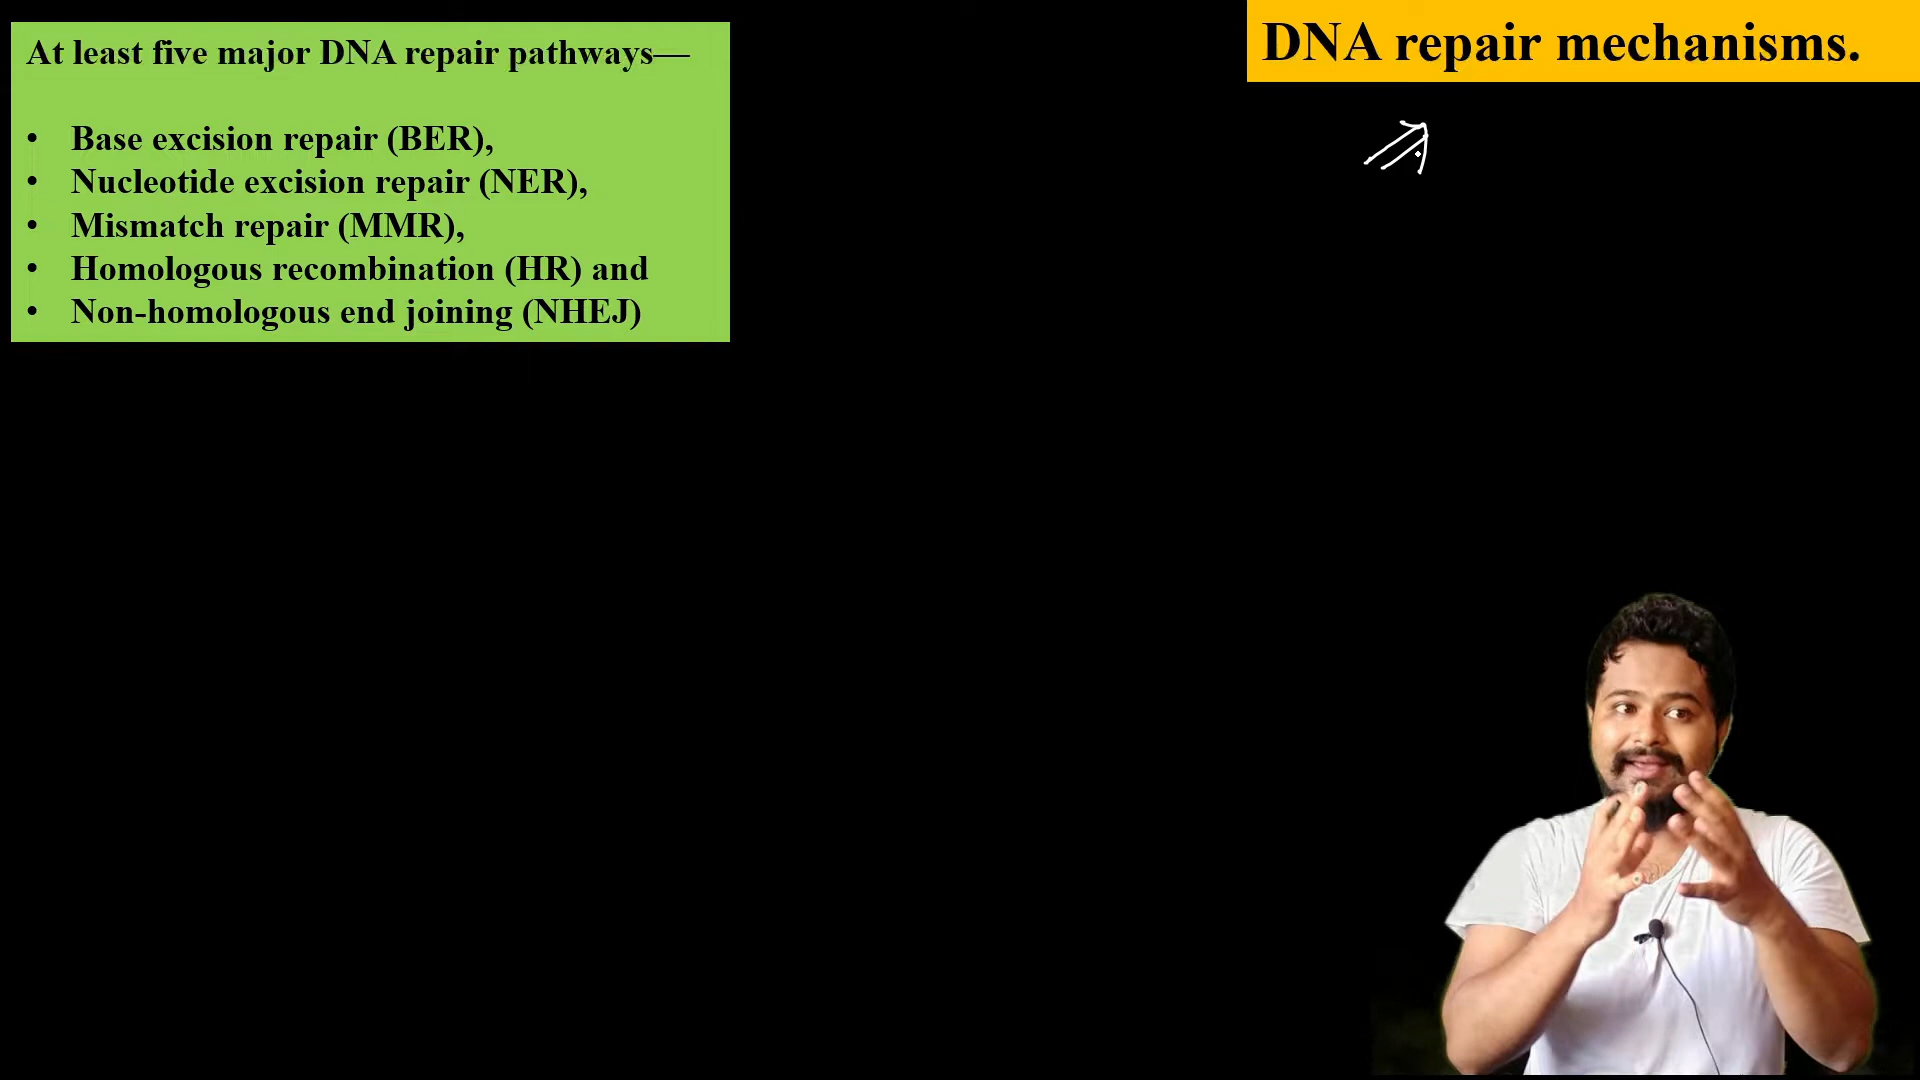 DNA repair mechanisms.
At least five major DNA repair pathways—
• Base excision repair (BER),
• Nucleotide excision repair (NER),
• Mismatch repair (MMR),
• Homologous recombination (HR) and
• Non-homologous end joining (NHEJ)